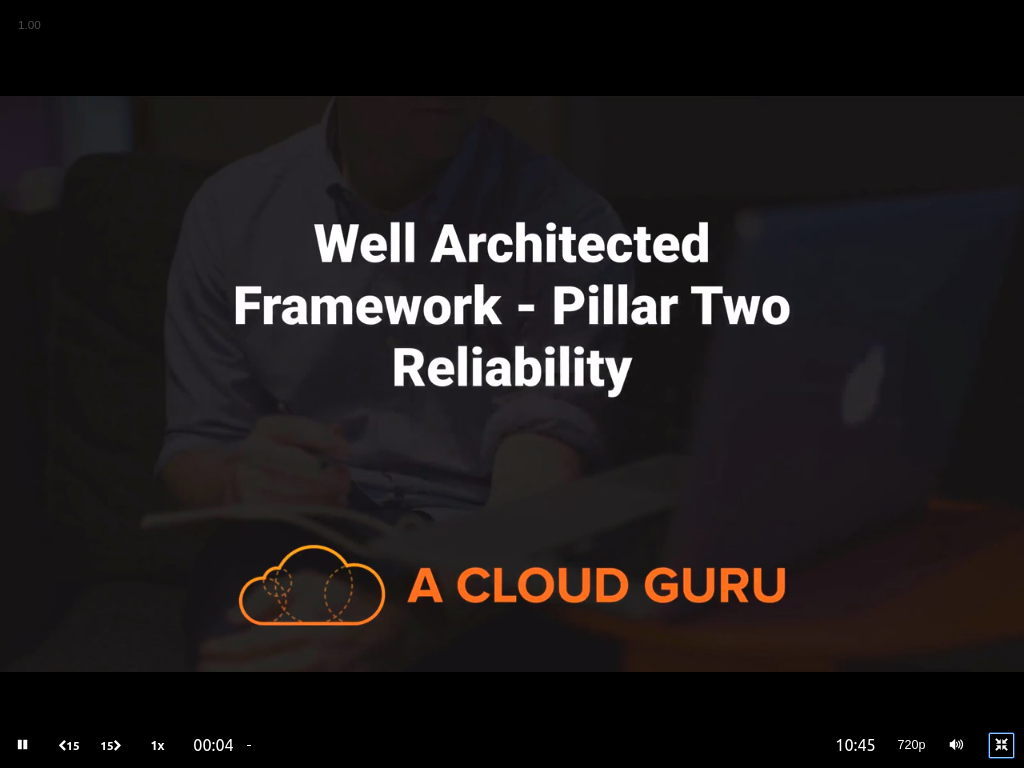 1.00
Well Architected
Framework - Pillar Two
Reliability
A CLOUD GURU
15 15 1x 00:04 - 10:45 720p